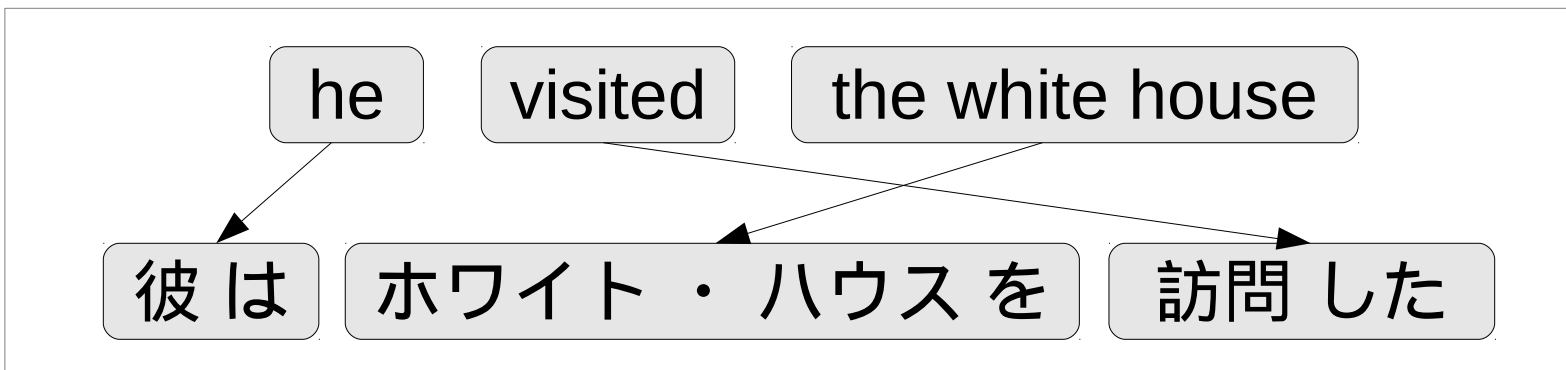 he visited the white house
彼 は ホワイト ・ ハウス を 訪問 した